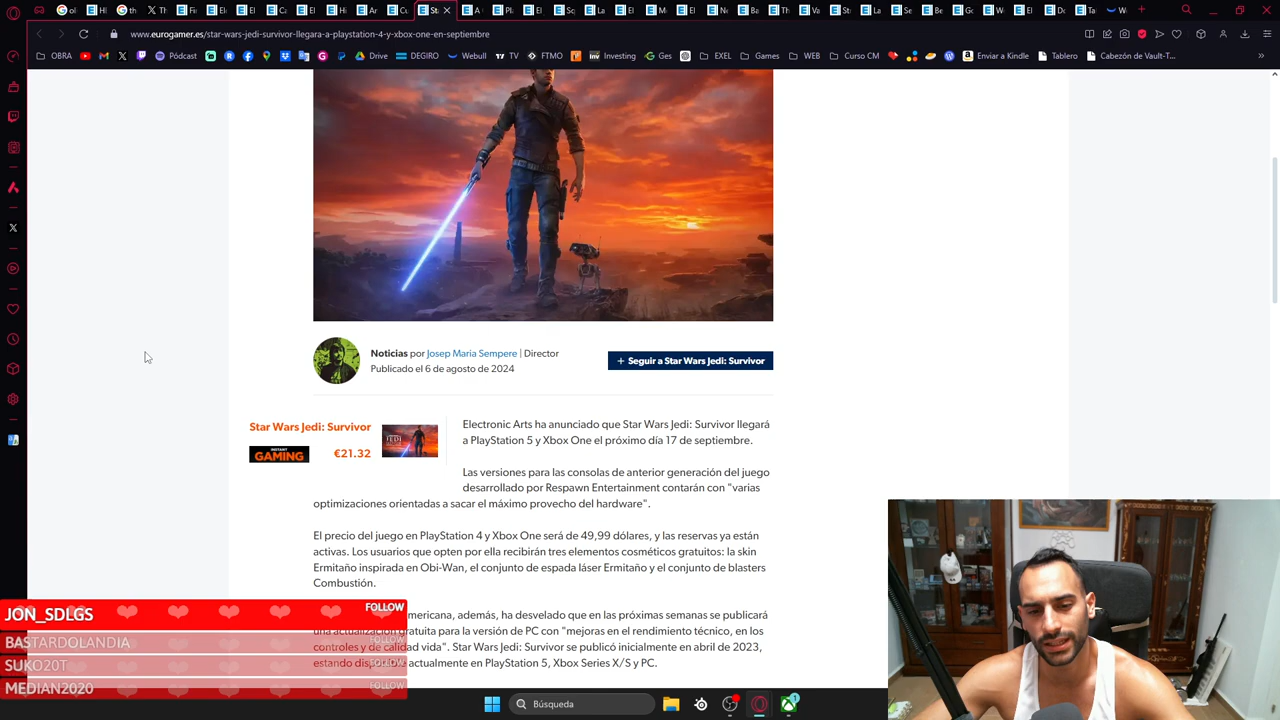 www.eurogamer.es/star-wars-jedi-survivor-llegara-a-playstation-4-y-xbox-one-en-septiembre
OBRA
Pódcast
Drive
DEGIRO
Webull
TV
FTMO
Investing
Ges
EXEL
Games
WEB
Curso CM
Enviar a Kindle
Tablero
Cabezón de Vaya-T...
Noticias por Josep Maria Sempere | Director
Publicado el 6 de agosto de 2024
+ Seguir a Star Wars Jedi: Survivor
Star Wars Jedi: Survivor
INSTANT GAMING
€21.32
Electronic Arts ha anunciado que Star Wars Jedi: Survivor llegará
a PlayStation 5 y Xbox One el próximo día 17 de septiembre.
Las versiones para las consolas de anterior generación del juego
desarrollado por Respawn Entertainment contarán con "varias
optimizaciones orientadas a sacar el máximo provecho del hardware".
El precio del juego en PlayStation 4 y Xbox One será de 49,99 dólares, y las reservas ya están
activas. Los usuarios que opten por ella recibirán tres elementos cosméticos gratuitos: la skin
Ermitaño inspirada en Obi-Wan, el conjunto de espada láser Ermitaño y el conjunto de blasters
Combustión.
mericana, además, ha desvelado que en las próximas semanas se publicará
una actualización gratuita para la versión de PC con "mejoras en el rendimiento técnico, en los
controles y de calidad vida". Star Wars Jedi: Survivor se publicó inicialmente en abril de 2023,
estando disponible actualmente en PlayStation 5, Xbox Series X/S y PC.
JON_SDLGS FOLLOW
BASTARDOLANDIA FOLLOW
SUKO20T FOLLOW
MEDIAN2020 FOLLOW
Búsqueda